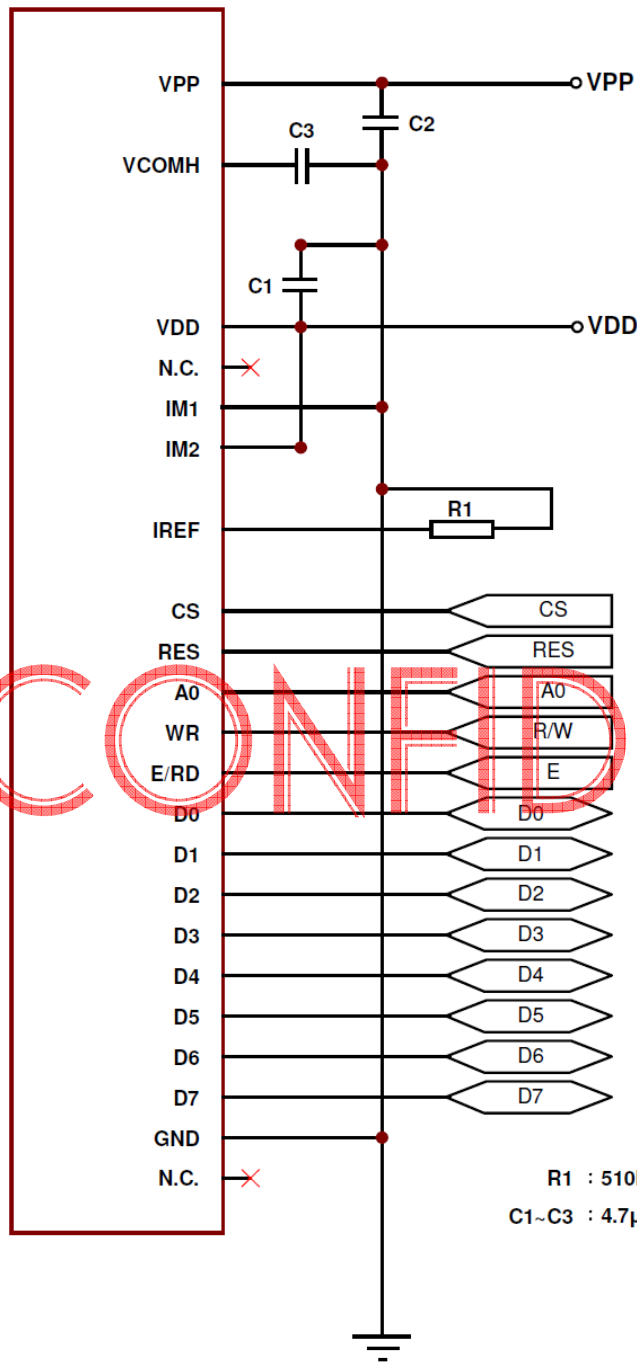 VPP VPP
C2
C3
VCOMH
C1
VDD VDD
N.C.
IM1
IM2
R1
IREF
CS CS
RES RES
A0 A0
WR R/W
E/RD E
CONFID
D0 D0
D1 D1
D2 D2
D3 D3
D4 D4
D5 D5
D6 D6
D7 D7
GND
N.C.
R1 : 510
C1~C3 : 4.7µ